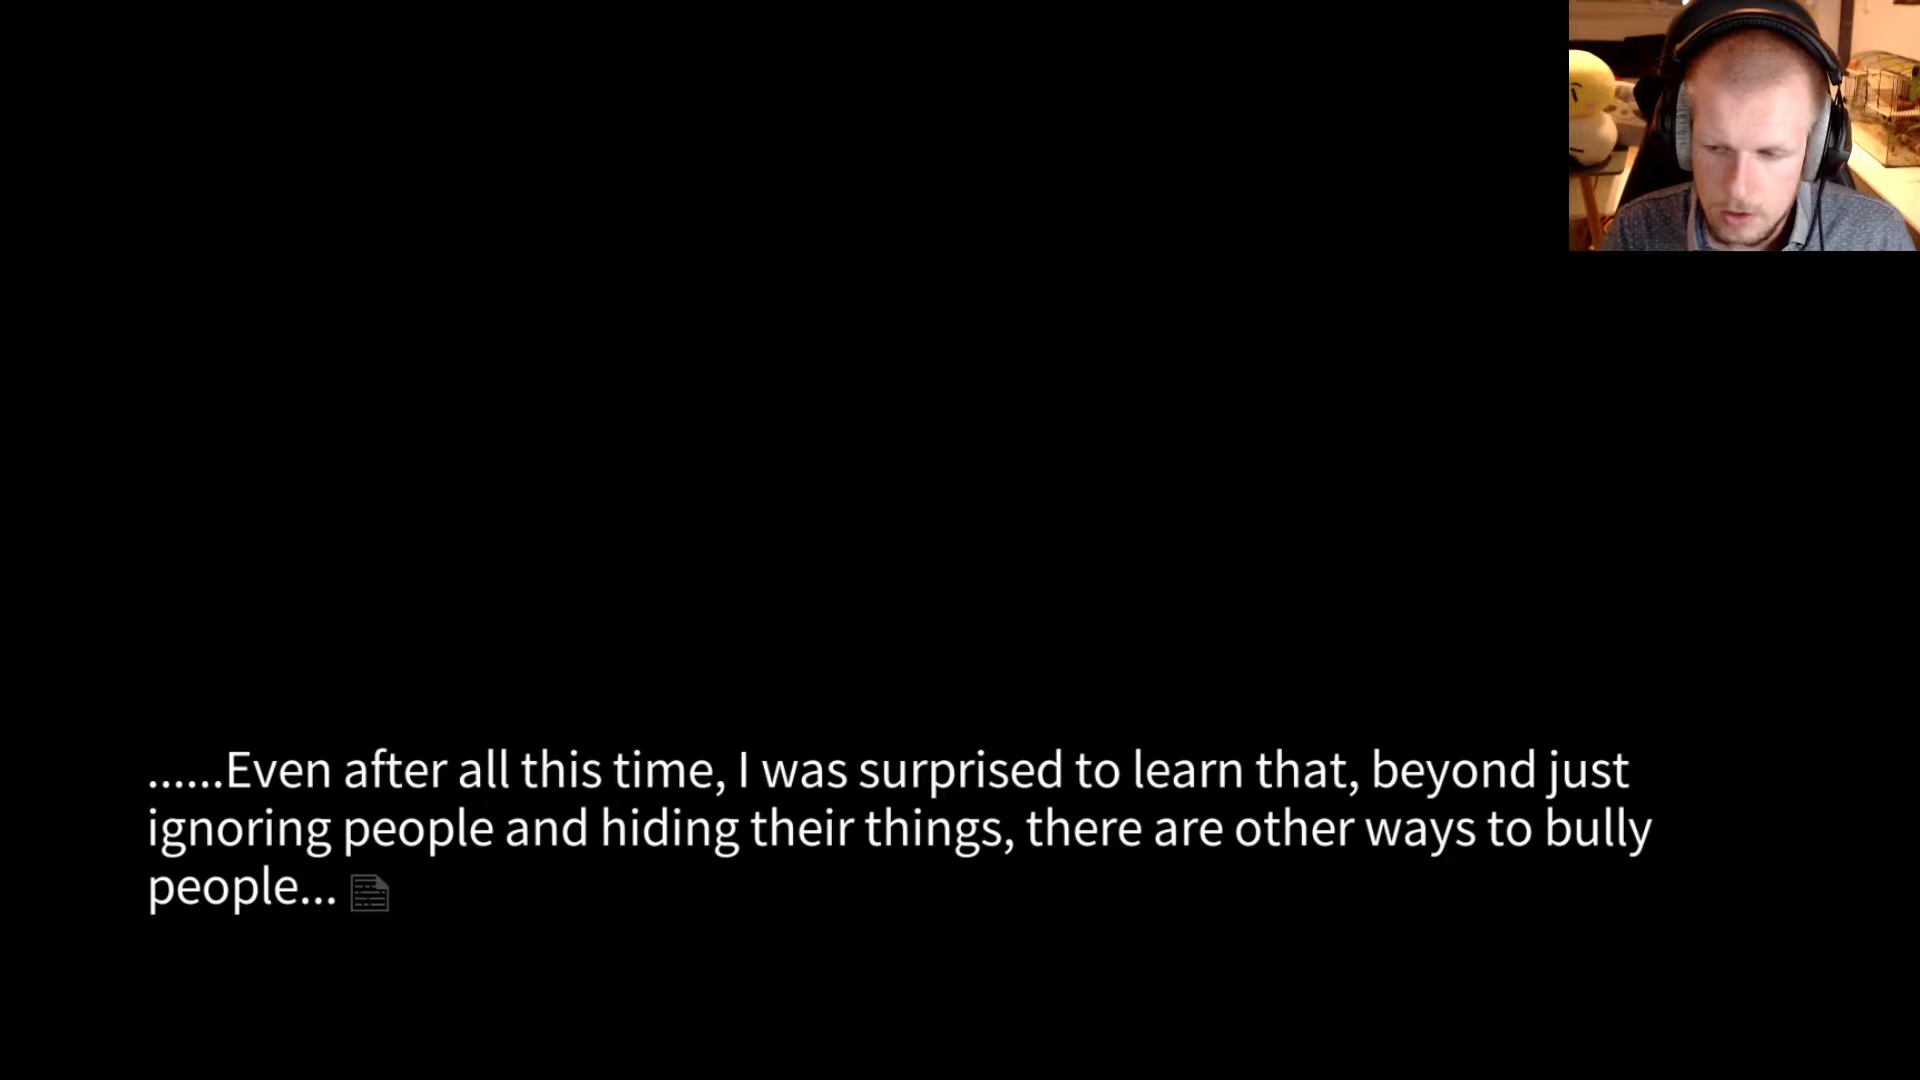 ......Even after all this time, I was surprised to learn that, beyond just
ignoring people and hiding their things, there are other ways to bully
people...